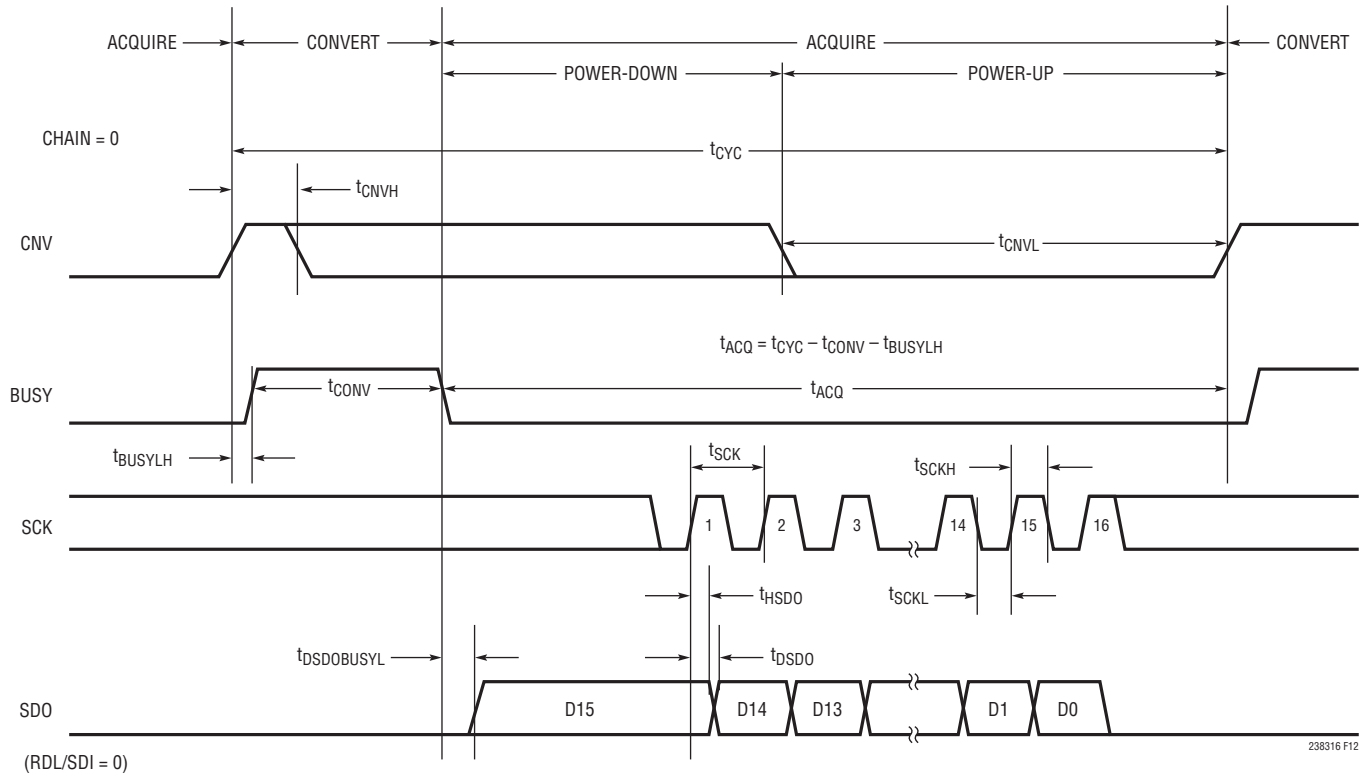 ACQUIRE CONVERT ACQUIRE CONVERT
POWER-DOWN POWER-UP
CHAIN = 0
tCYC
tCNVH
CNV
tCNVL
tACQ = tCYC – tCONV – tBUSYLH
BUSY
tCONV
tACQ
tBUSYLH
tSCK
tSCKH
SCK
1 2 3 14 15 16
tHSDO
tSCKL
tDSDOBUSYL
tDSDO
SDO
D15 D14 D13 D1 D0
(RDL/SDI = 0)
238316 F12